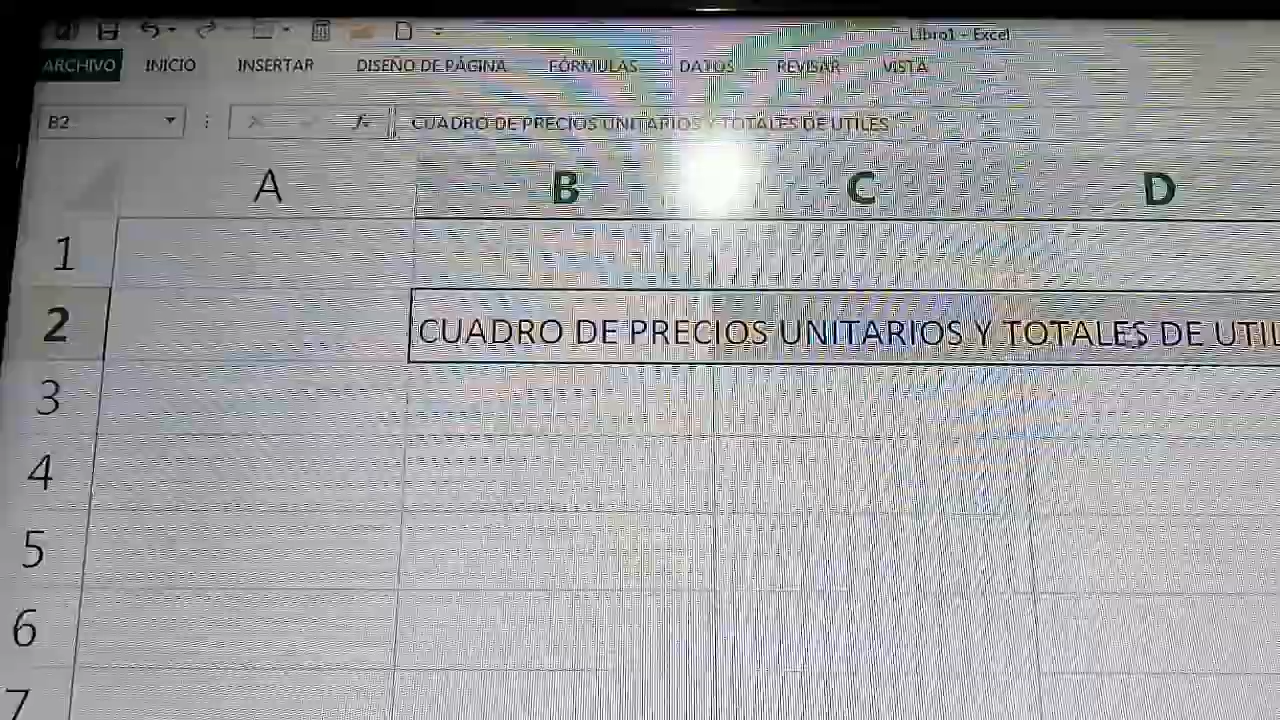 Libro1 - Excel
ARCHIVO INICIO INSERTAR DISEÑO DE PÁGINA FÓRMULAS DATOS REVISAR VISTA
B2 fx CUADRO DE PRECIOS UNITARIOS Y TOTALES DE UTILES
A B C D
1
2 CUADRO DE PRECIOS UNITARIOS Y TOTALES DE UTIL
3
4
5
6
7